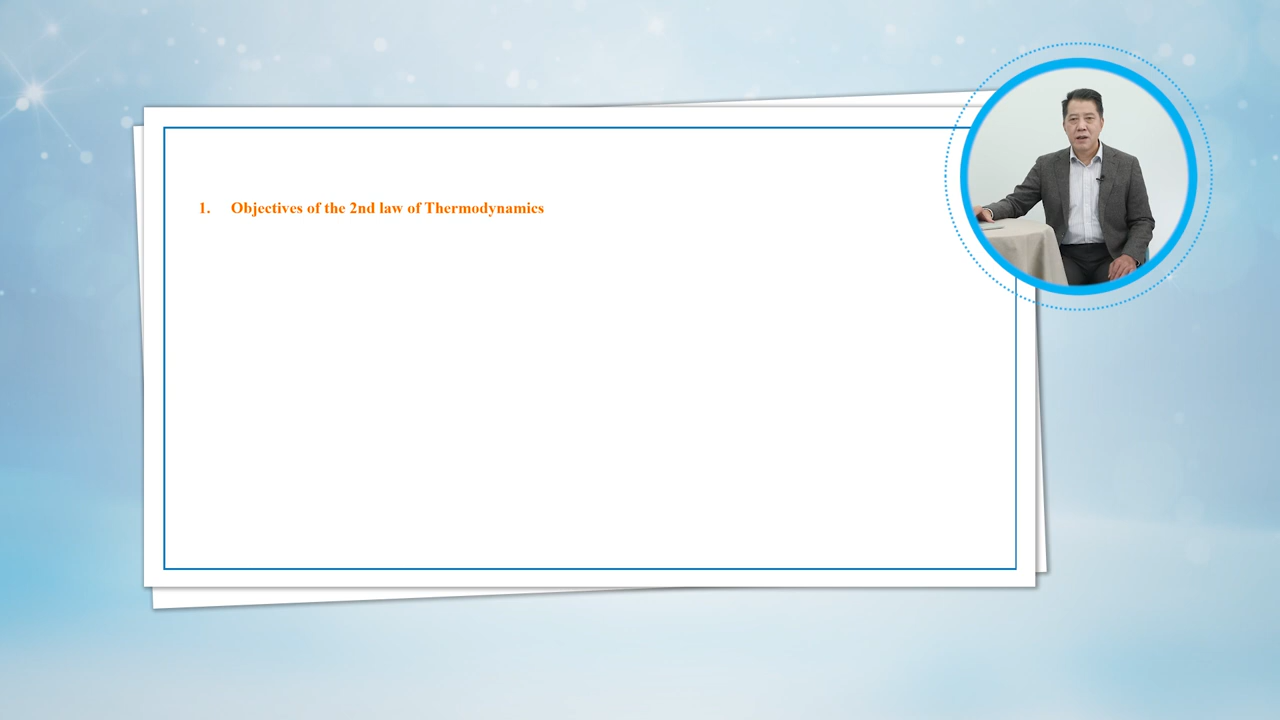 1. Objectives of the 2nd law of Thermodynamics